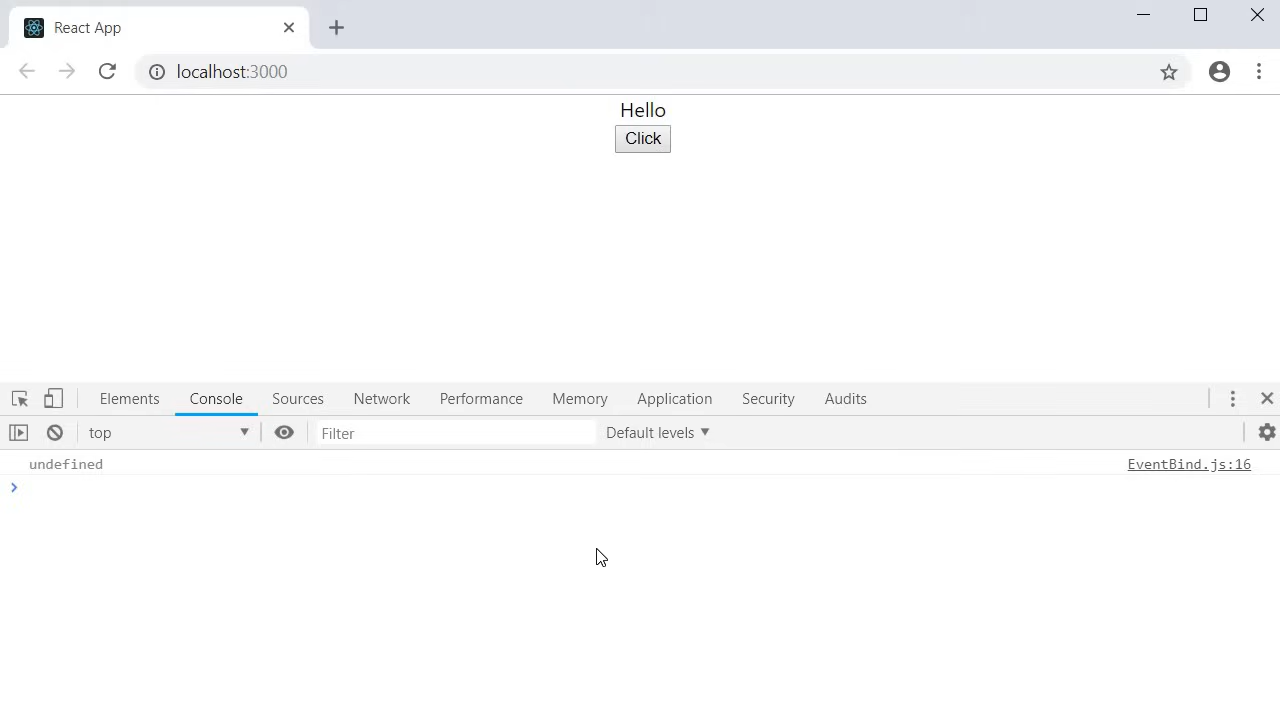 React App
localhost:3000
Hello
Click
Elements Console Sources Network Performance Memory Application Security Audits
top Filter Default levels
undefined EventBind.js:16